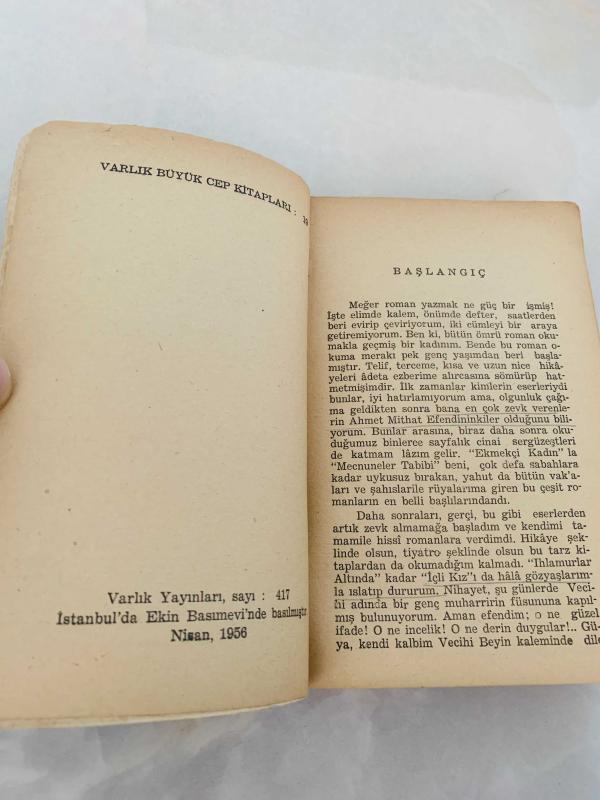 VARLIK BÜYÜK CEP KİTAPLARI :
Varlık Yayınları, sayı : 417
İstanbul'da Ekin Basımevi'nde basılmıştır
Nisan, 1956
BAŞLANGIÇ
Meğer roman yazmak ne güç bir işmiş!
İşte elimde kalem, önümde defter, saatlerden
beri evirip çeviriyorum, iki cümleyi bir araya
getiremiyorum. Ben ki, bütün ömrü roman oku-
makla geçmiş bir kadınım. Bende bu roman o-
kuma merakı pek genç yaşımdan beri başla-
mıştır. Telif, terceme, kısa ve uzun nice hikâ-
yeleri âdeta ezberime alırcasına sömürüp hat-
metmişimdir. İlk zamanlar kimlerin eserleriydi
bunlar, iyi hatırlamıyorum ama, olgunluk çağı-
ma geldikten sonra bana en çok zevk verenle-
rin Ahmet Mithat Efendininkiler olduğunu bili-
yorum. Bunlar arasına, biraz daha sonra oku-
duğumuz binlerce sayfalık cinai sergüzeştleri
de katmam lâzım gelir. "Ekmekçi Kadın" la
"Mecnuneler Tabibi" beni, çok defa sabahlara
kadar uykusuz bırakan, yahut da bütün vak'a-
ları ve şahıslarile rüyalarıma giren bu çeşit ro-
manların en belli başlılarındandı.
Daha sonraları, gerçi, bu gibi eserlerden
artık zevk almamağa başladım ve kendimi ta-
mamile hissî romanlara verdimdi. Hikâye şek-
linde olsun, tiyatro şeklinde olsun bu tarz ki-
taplardan da okumadığım kalmadı. "Ihlamurlar
Altında" kadar "İçli Kız"ı da hâlâ gözyaşlarım-
la ıslatıp dururum. Nihayet, şu günlerde Veci-
hi adında bir genç muharririn füsununa kapıl-
mış bulunuyorum. Aman efendim; o ne güzel
ifade! O ne incelik! O ne derin duygular!.. Gü-
ya, kendi kalbim Vecihi Beyin kaleminde dile